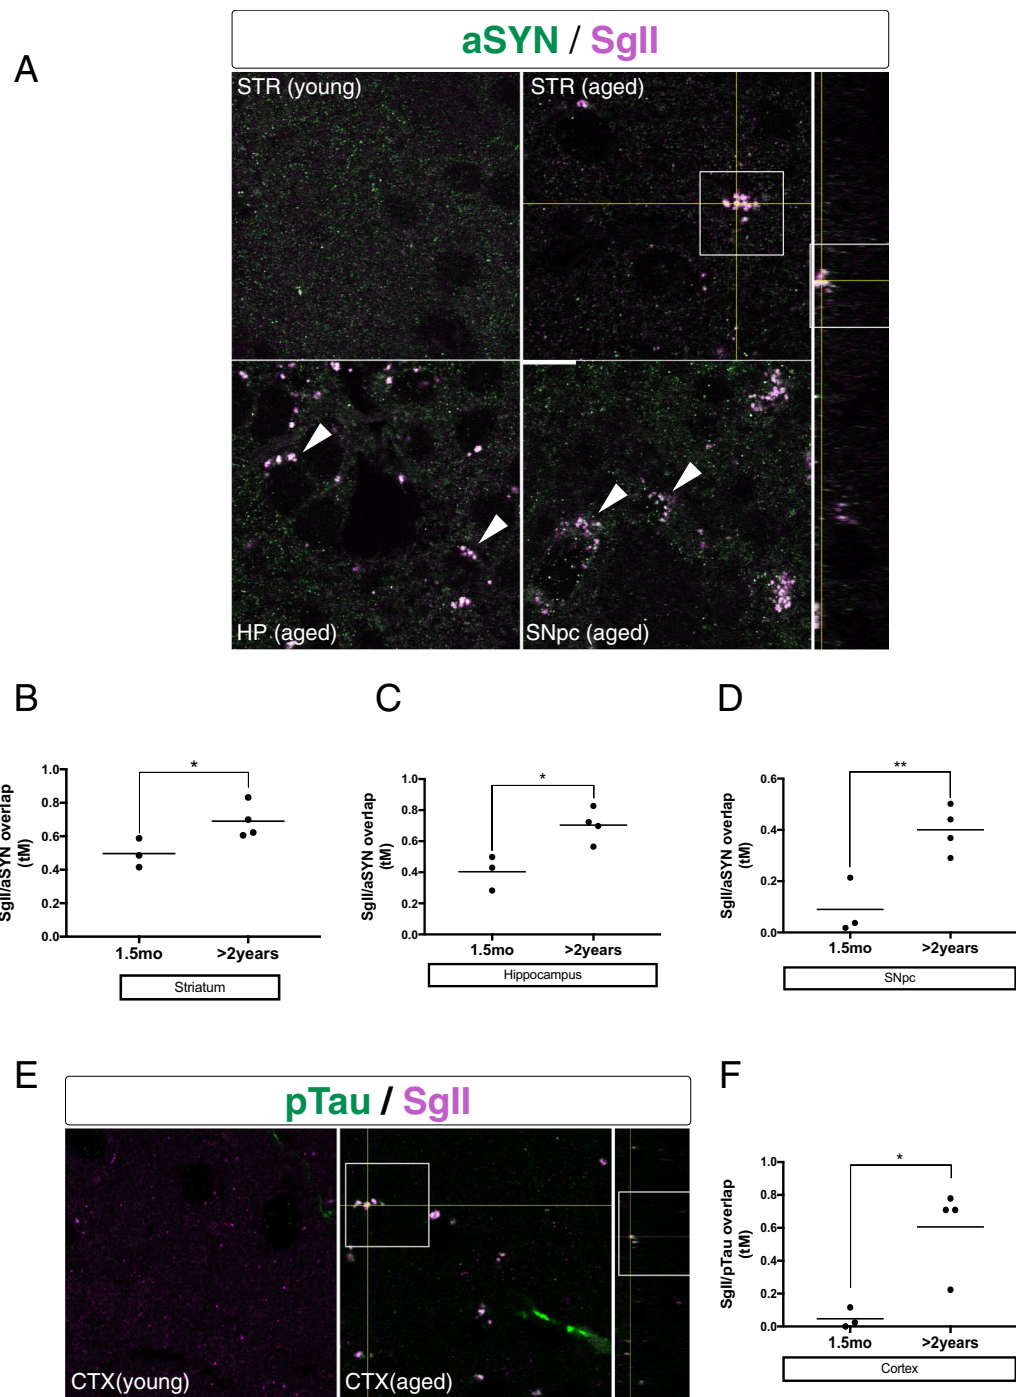 A
aSYN / SgII
STR (young)
STR (aged)
HP (aged)
SNpc (aged)
B
SgII/aSYN overlap
(tM)
1.0
0.8
0.6
0.4
0.2
0.0
*
1.5mo
>2years
Striatum
C
SgII/aSYN overlap
(tM)
1.0
0.8
0.6
0.4
0.2
0.0
*
1.5mo
>2years
Hippocampus
D
SgII/aSYN overlap
(tM)
0.6
0.4
0.2
0.0
**
1.5mo
>2years
SNpc
E
pTau / SgII
CTX(young)
CTX(aged)
F
SgII/pTau overlap
(tM)
1.0
0.8
0.6
0.4
0.2
0.0
*
1.5mo
>2years
Cortex